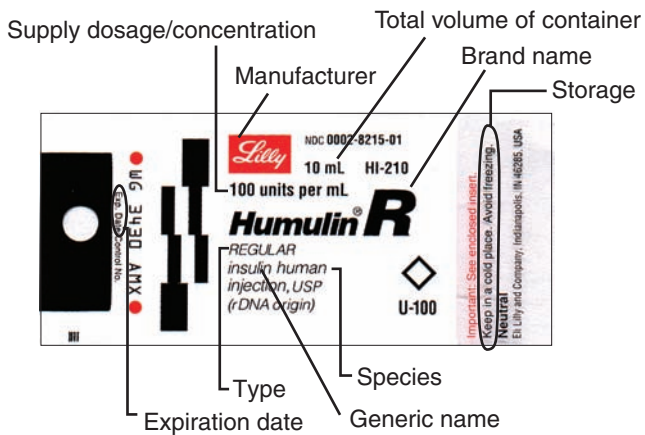 Supply dosage/concentration
Total volume of container
Manufacturer
Brand name
Storage
Lilly
NDC 0002-8215-01
10 mL HI-210
100 units per mL
Humulin® R
REGULAR
insulin human
injection, USP
(rDNA origin)
U-100
WG 3430 AMX
Exp. Date/Control No.
Important: See enclosed insert.
Keep in a cold place. Avoid freezing.
Neutral
Eli Lilly and Company, Indianapolis, IN 46285, USA
Type
Species
Expiration date
Generic name